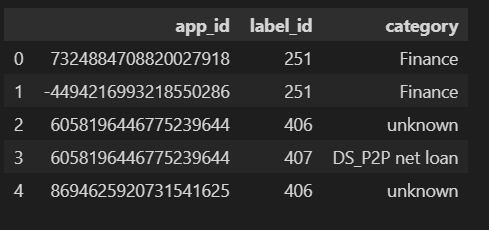 app_id label_id category
0 7324884708820027918 251 Finance
1 -4494216993218550286 251 Finance
2 6058196446775239644 406 unknown
3 6058196446775239644 407 DS_P2P net loan
4 8694625920731541625 406 unknown